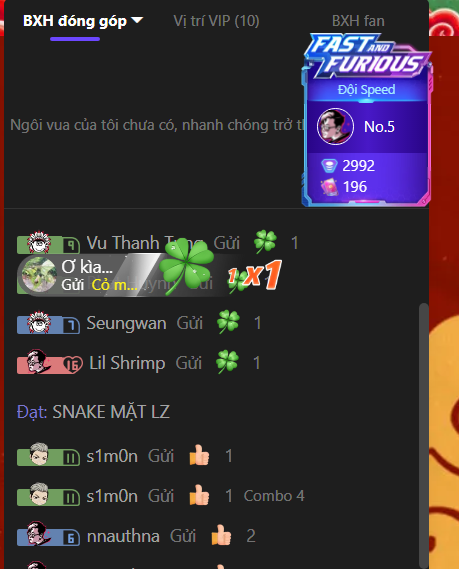 BXH đóng góp
Vị trí VIP (10)
BXH fan
FAST AND
FURIOUS
Đội Speed
No.5
2992
196
Ngôi vua của tôi chưa có, nhanh chóng trở
9 Vu Thanh Gửi 1
Ơ kìa...
Gửi Cỏ m...
1 x1
7 Seungwan Gửi 1
16 Lil Shrimp Gửi 1
Đạt: SNAKE MẶT LZ
11 s1m0n Gửi 1
11 s1m0n Gửi 1 Combo 4
6 nnauthna Gửi 2